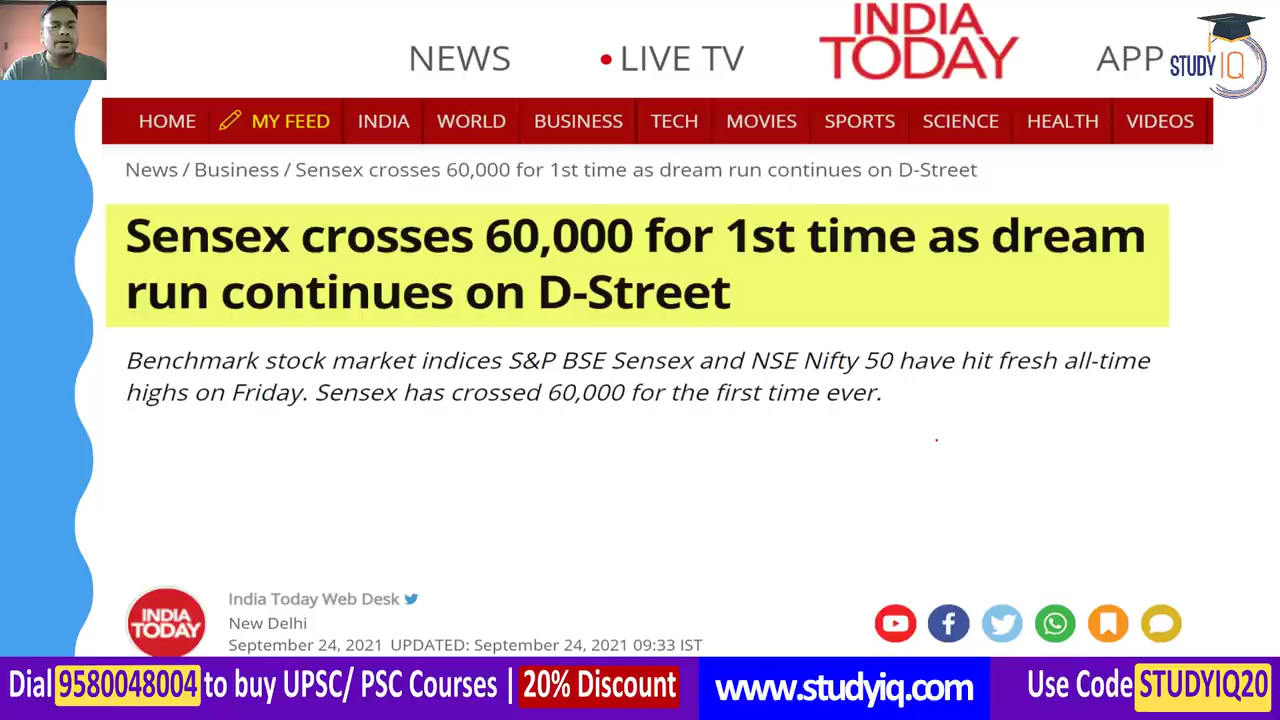 NEWS
LIVE TV
INDIA
TODAY
APP
STUDY IQ
HOME
MY FEED
INDIA
WORLD
BUSINESS
TECH
MOVIES
SPORTS
SCIENCE
HEALTH
VIDEOS
News / Business / Sensex crosses 60,000 for 1st time as dream run continues on D-Street
Sensex crosses 60,000 for 1st time as dream
run continues on D-Street
Benchmark stock market indices S&P BSE Sensex and NSE Nifty 50 have hit fresh all-time
highs on Friday. Sensex has crossed 60,000 for the first time ever.
INDIA
TODAY
India Today Web Desk
New Delhi
September 24, 2021 UPDATED: September 24, 2021 09:33 IST
Dial 9580048004 to buy UPSC/ PSC Courses | 20% Discount
www.studyiq.com
Use Code STUDYIQ20